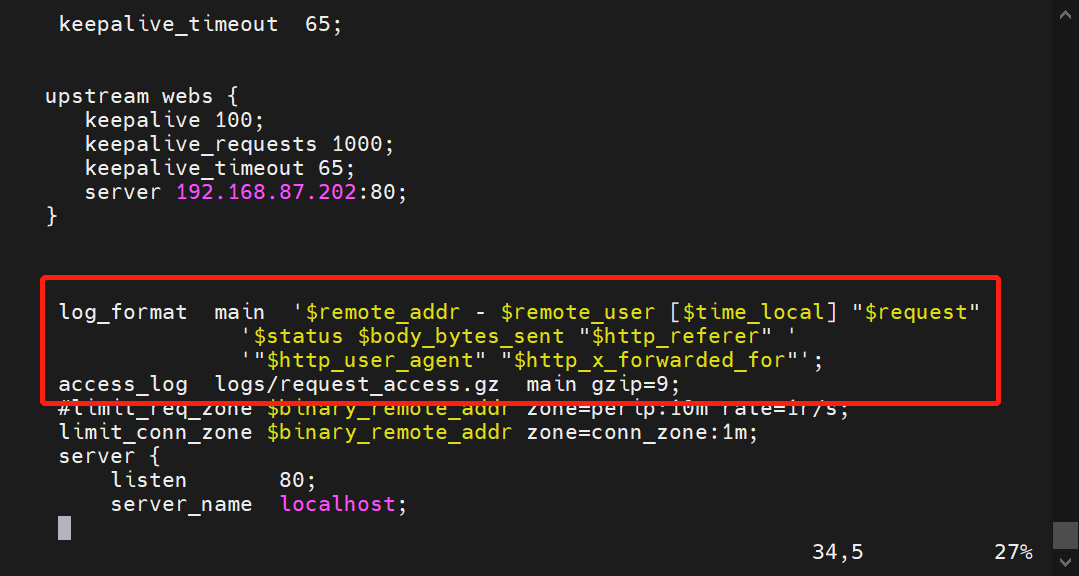 keepalive_timeout  65;
upstream webs {
keepalive 100;
keepalive_requests 1000;
keepalive_timeout 65;
server 192.168.87.202:80;
}
log_format  main  '$remote_addr - $remote_user [$time_local] "$request"
'$status $body_bytes_sent "$http_referer" '
'"$http_user_agent" "$http_x_forwarded_for"';
access_log  logs/request_access.gz  main gzip=9;
#limit_req_zone $binary_remote_addr zone=perip:10m rate=1r/s;
limit_conn_zone $binary_remote_addr zone=conn_zone:1m;
server {
listen       80;
server_name  localhost;
34,5          27%